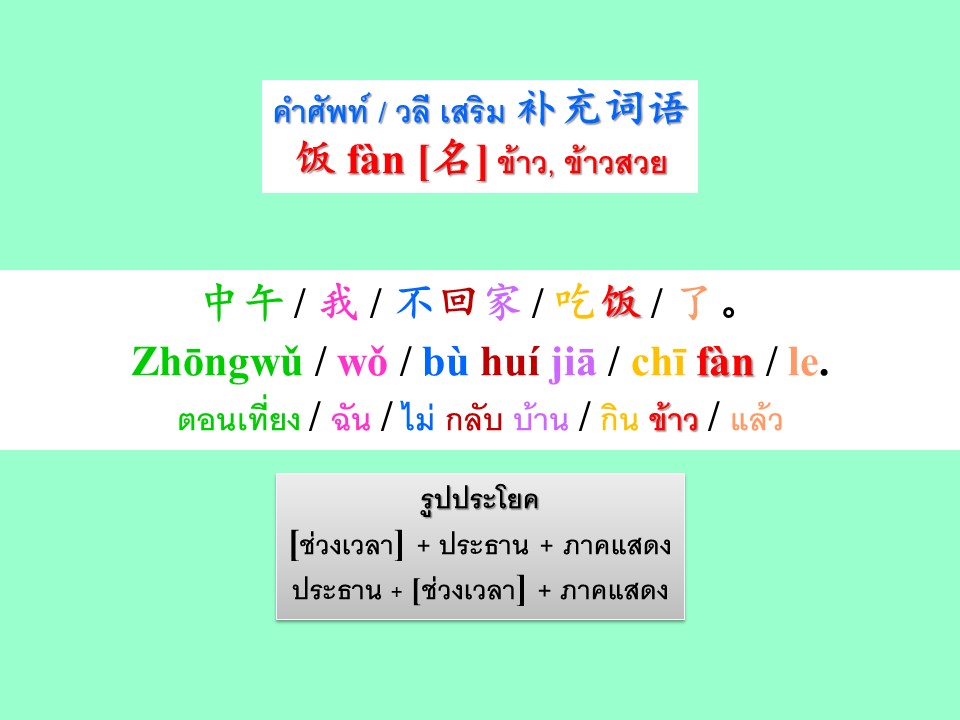 คำศัพท์ / วลี เสริม 补充词语
饭 fàn [名] ข้าว, ข้าวสวย
中午 / 我 / 不回家 / 吃饭 / 了。
Zhōngwǔ / wǒ / bù huí jiā / chī fàn / le.
ตอนเที่ยง / ฉัน / ไม่ กลับ บ้าน / กิน ข้าว / แล้ว
รูปประโยค
[ช่วงเวลา] + ประธาน + ภาคแสดง
ประธาน + [ช่วงเวลา] + ภาคแสดง